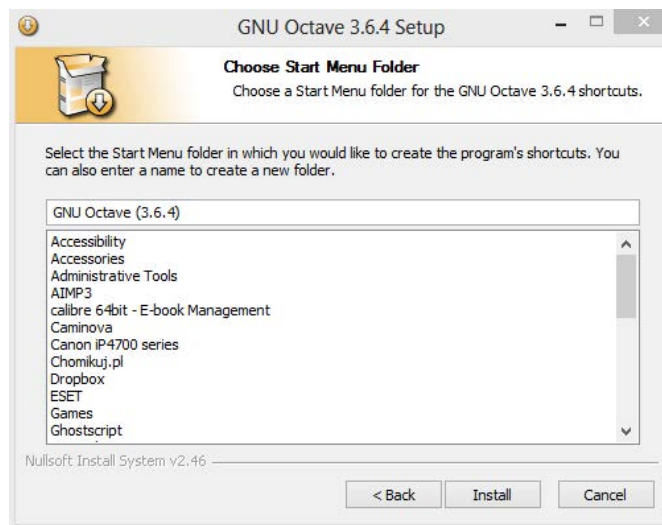 GNU Octave 3.6.4 Setup
Choose Start Menu Folder
Choose a Start Menu folder for the GNU Octave 3.6.4 shortcuts.
Select the Start Menu folder in which you would like to create the program's shortcuts. You
can also enter a name to create a new folder.
GNU Octave (3.6.4)
Accessibility
Accessories
Administrative Tools
AIMP3
calibre 64bit - E-book Management
Caminova
Canon iP4700 series
Chomikuj.pl
Dropbox
ESET
Games
Ghostscript
Nullsoft Install System v2.46
< Back Install Cancel